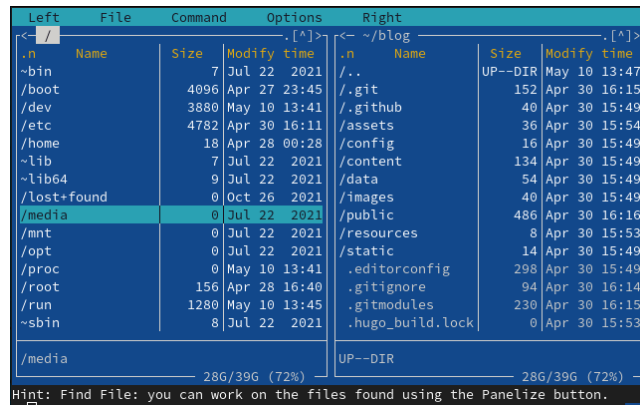 Left File Command Options Right
<─ / .[^]> <─ ~/blog .[^]>
.n Name Size Modify time .n Name Size Modify time
~bin 7 Jul 22 2021 /.. UP--DIR May 10 13:47
/boot 4096 Apr 27 23:45 /.git 152 Apr 30 16:15
/dev 3880 May 10 13:41 /.github 40 Apr 30 15:49
/etc 4782 Apr 30 16:11 /assets 36 Apr 30 15:54
/home 18 Apr 28 00:28 /config 16 Apr 30 15:49
~lib 7 Jul 22 2021 /content 134 Apr 30 15:49
~lib64 9 Jul 22 2021 /data 54 Apr 30 15:49
/lost+found 0 Oct 26 2021 /images 40 Apr 30 15:49
/media 0 Jul 22 2021 /public 486 Apr 30 16:16
/mnt 0 Jul 22 2021 /resources 8 Apr 30 15:53
/opt 0 Jul 22 2021 /static 14 Apr 30 15:49
/proc 0 May 10 13:41 .editorconfig 298 Apr 30 15:49
/root 156 Apr 28 16:40 .gitignore 94 Apr 30 16:14
/run 1280 May 10 13:45 .gitmodules 230 Apr 30 16:15
~sbin 8 Jul 22 2021 .hugo_build.lock 0 Apr 30 15:53
/media UP--DIR
28G/39G (72%) 28G/39G (72%)
Hint: Find File: you can work on the files found using the Panelize button.